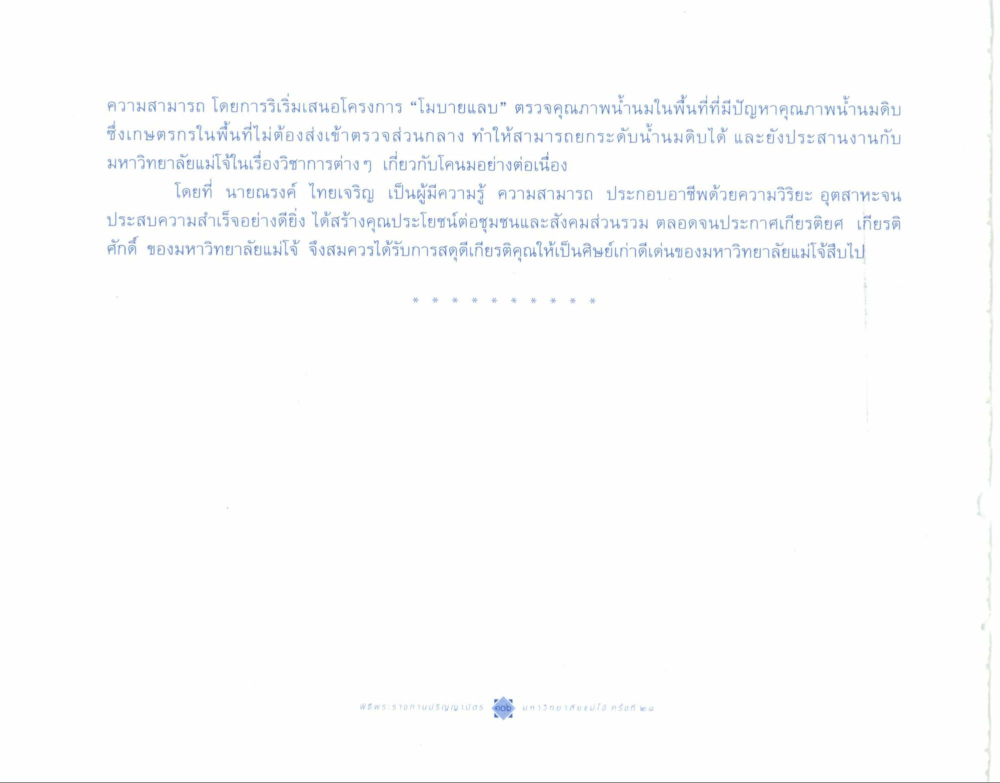 ความสามารถ โดยการริเริ่มเสนอโครงการ “โมบายแลบ” ตรวจคุณภาพน้ำนมในพื้นที่ที่มีปัญหาคุณภาพน้ำนมดิบ
ซึ่งเกษตรกรในพื้นที่ไม่ต้องส่งเข้าตรวจส่วนกลาง ทำให้สามารถยกระดับน้ำนมดิบได้ และยังประสานงานกับ
มหาวิทยาลัยแม่โจ้ในเรื่องวิชาการต่างๆ เกี่ยวกับโคนมอย่างต่อเนื่อง
โดยที่ นายณรงค์ ไทยเจริญ เป็นผู้มีความรู้ ความสามารถ ประกอบอาชีพด้วยความวิริยะ อุตสาหะจน
ประสบความสำเร็จอย่างดียิ่ง ได้สร้างคุณประโยชน์ต่อชุมชนและสังคมส่วนรวม ตลอดจนประกาศเกียรติยศ เกียรติ
ศักดิ์ ของมหาวิทยาลัยแม่โจ้ จึงสมควรได้รับการสดุดีเกียรติคุณให้เป็นศิษย์เก่าดีเด่นของมหาวิทยาลัยแม่โจ้สืบไป
* * * * * * * * * *
พิธีพระราชทานปริญญาบัตร ๑๐๖ มหาวิทยาลัยแม่โจ้ ครั้งที่ ๒๘